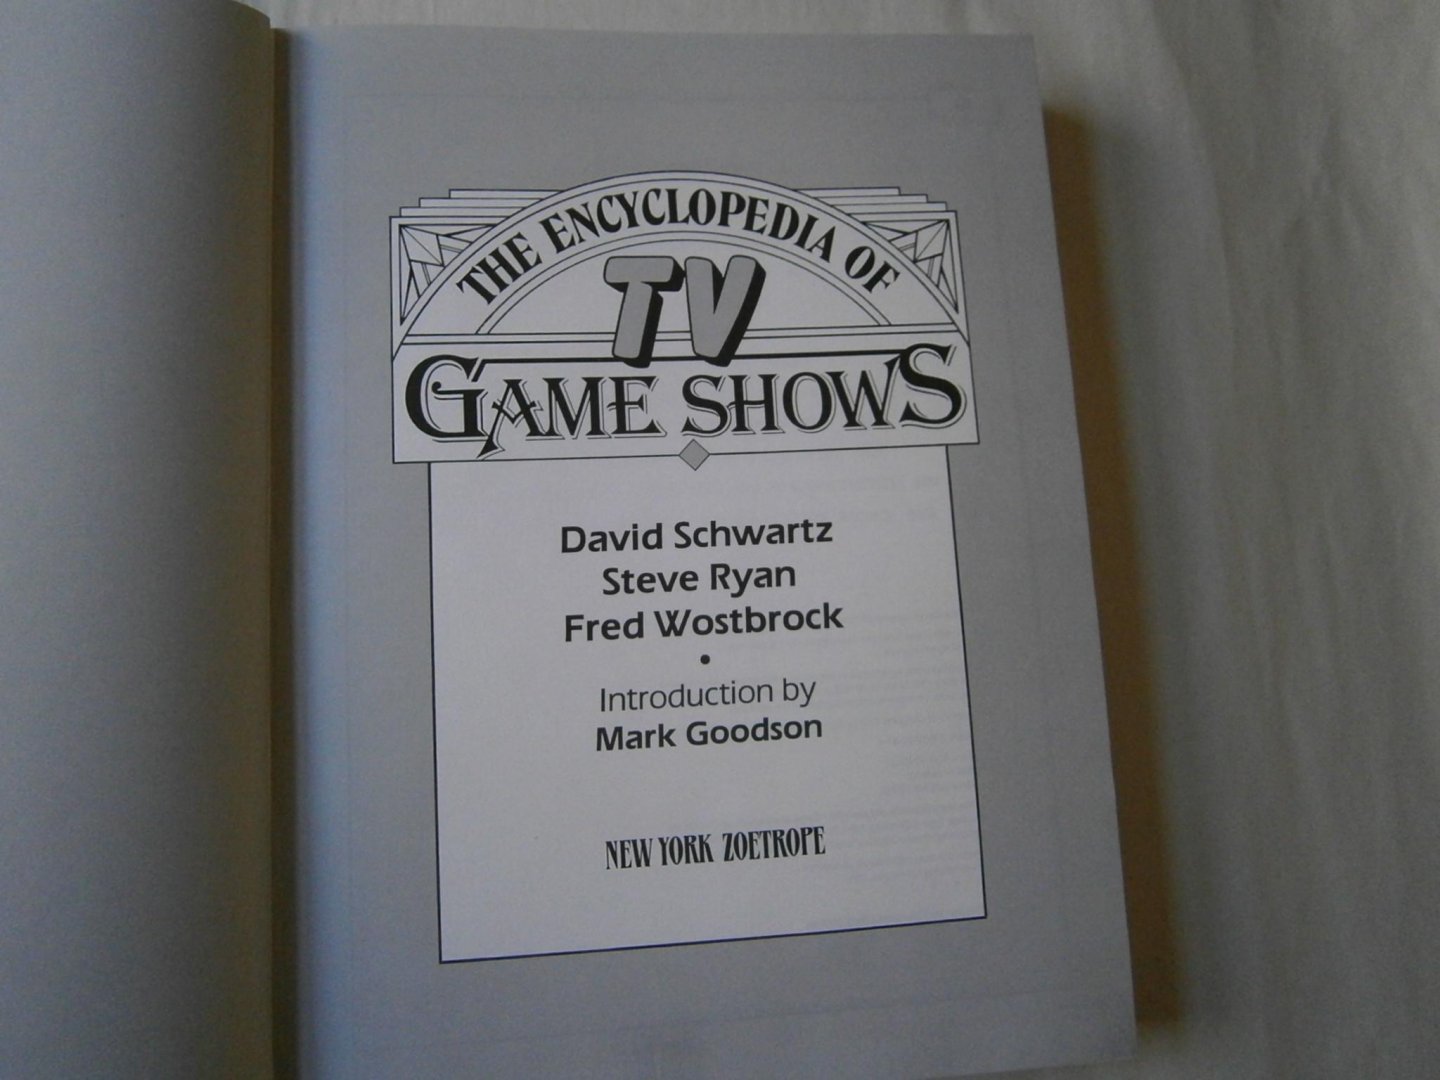 THE ENCYCLOPEDIA OF
TV
GAME SHOWS
David Schwartz
Steve Ryan
Fred Wostbrock
•
Introduction by
Mark Goodson
NEW YORK ZOETROPE